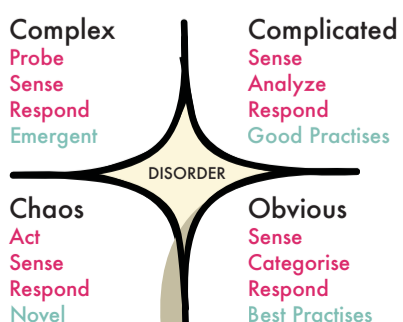 Complex
Probe
Sense
Respond
Emergent
Complicated
Sense
Analyze
Respond
Good Practises
DISORDER
Chaos
Act
Sense
Respond
Novel
Obvious
Sense
Categorise
Respond
Best Practises